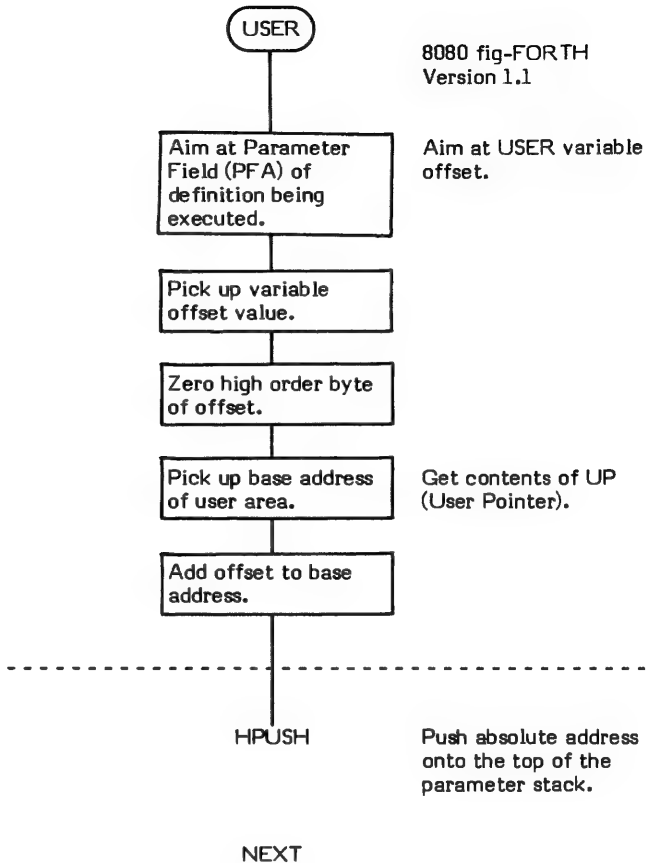 USER
8080 fig-FORTH
Version 1.1
Aim at Parameter
Field (PFA) of
definition being
executed.
Aim at USER variable
offset.
Pick up variable
offset value.
Zero high order byte
of offset.
Pick up base address
of user area.
Get contents of UP
(User Pointer).
Add offset to base
address.
HPUSH
Push absolute address
onto the top of the
parameter stack.
NEXT